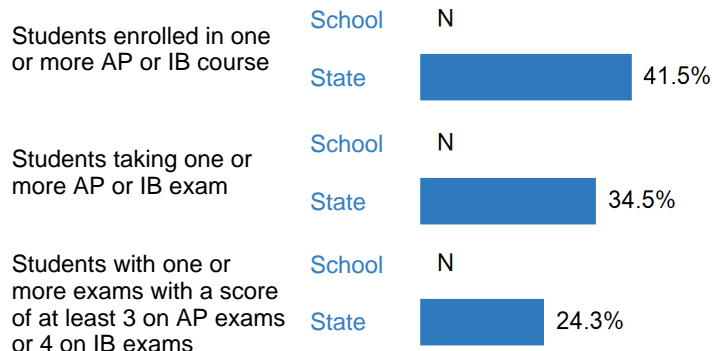 Students enrolled in one
or more AP or IB course
School N
State 41.5%
Students taking one or
more AP or IB exam
School N
State 34.5%
Students with one or
more exams with a score
of at least 3 on AP exams
or 4 on IB exams
School N
State 24.3%